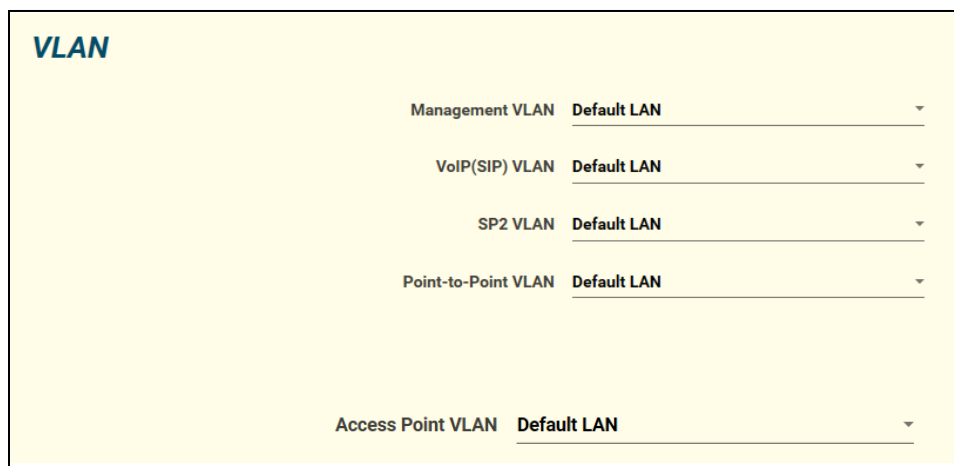 VLAN
Management VLAN Default LAN
VoIP(SIP) VLAN Default LAN
SP2 VLAN Default LAN
Point-to-Point VLAN Default LAN
Access Point VLAN Default LAN